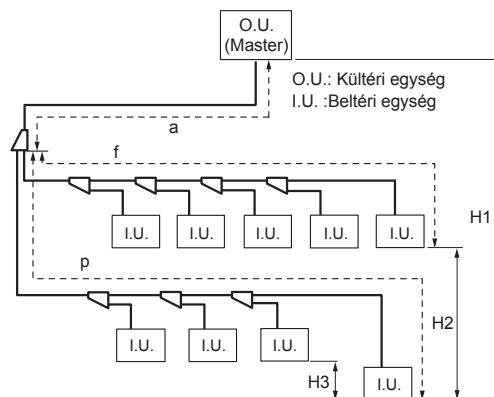 O.U.
(Master)
O.U.: Kültéri egység
I.U. :Beltéri egység
a
f
I.U.
I.U.
I.U.
I.U.
I.U.
H1
p
H2
I.U.
I.U.
I.U.
H3
I.U.